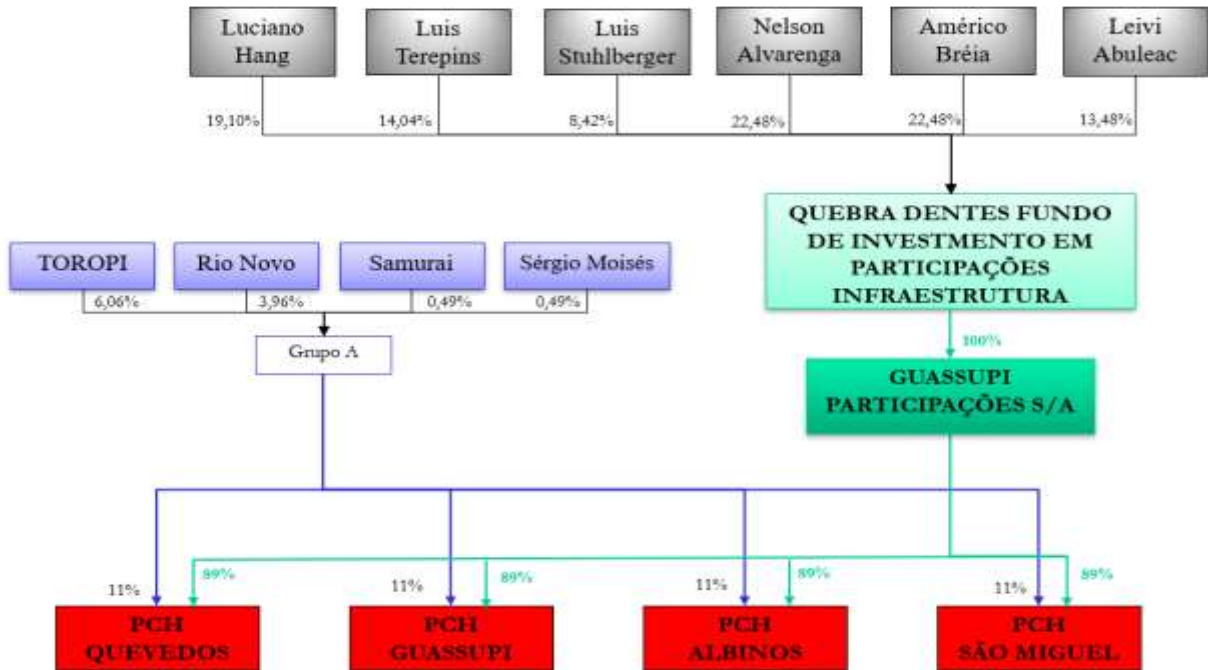 Luciano
Hang
Luis
Terepins
Luis
Stuhlberger
Nelson
Alvarenga
Américo
Bréia
Leivi
Abuleac
19,10%
14,04%
8,42%
22,48%
22,48%
13,48%
QUEBRA DENTES FUNDO
DE INVESTMENTO EM
PARTICIPAÇÕES
INFRAESTRUTURA
TOROPI
Rio Novo
Samurai
Sérgio Moisés
6,06%
3,96%
0,49%
0,49%
Grupo A
100%
GUASSUPI
PARTICIPAÇÕES S/A
11%
89%
11%
89%
11%
89%
11%
89%
PCH
QUEVEDOS
PCH
GUASSUPI
PCH
ALBINOS
PCH
SÃO MIGUEL